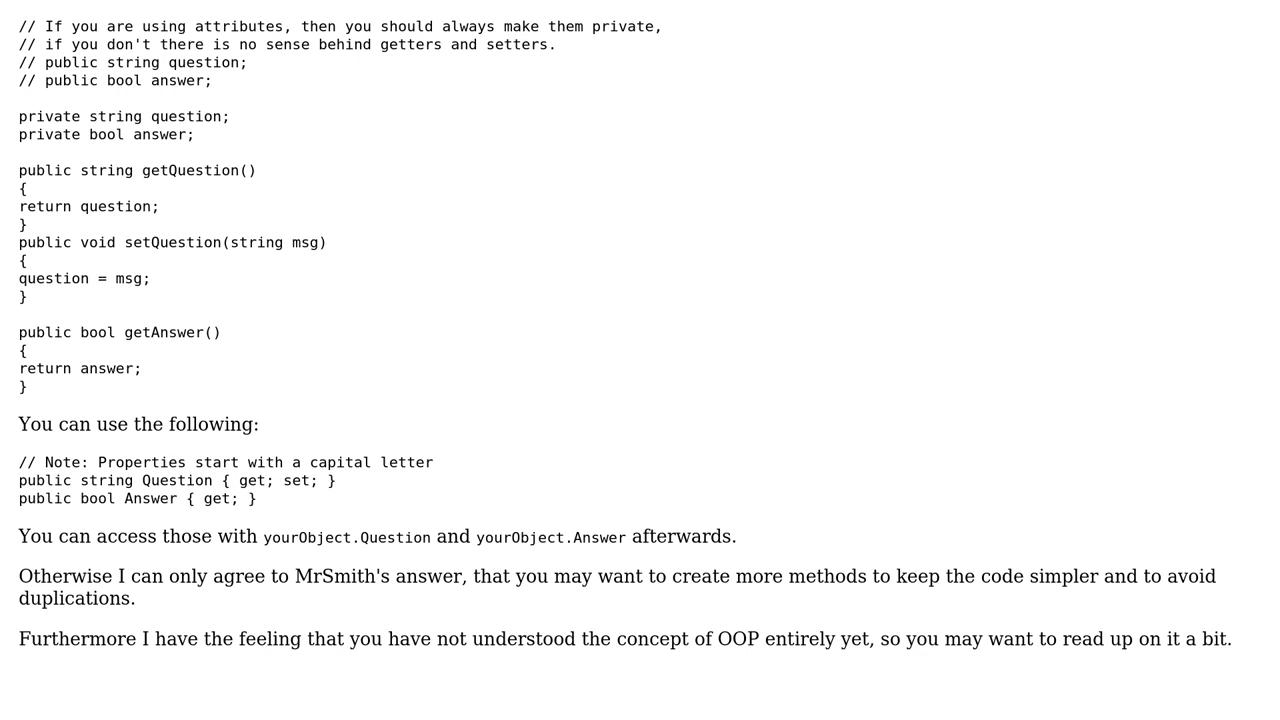 // If you are using attributes, then you should always make them private,
// if you don't there is no sense behind getters and setters.
// public string question;
// public bool answer;

private string question;
private bool answer;

public string getQuestion()
{
return question;
}
public void setQuestion(string msg)
{
question = msg;
}

public bool getAnswer()
{
return answer;
}

You can use the following:

// Note: Properties start with a capital letter
public string Question { get; set; }
public bool Answer { get; }

You can access those with yourObject.Question and yourObject.Answer afterwards.

Otherwise I can only agree to MrSmith's answer, that you may want to create more methods to keep the code simpler and to avoid
duplications.

Furthermore I have the feeling that you have not understood the concept of OOP entirely yet, so you may want to read up on it a bit.